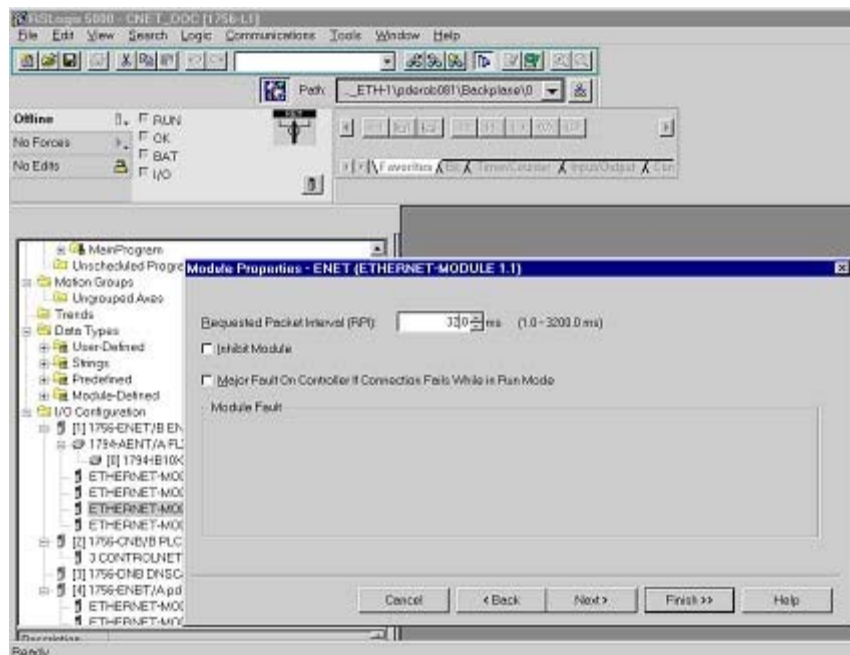 RSLogix 5000 - CNET_DOC [1756-L1]
File Edit View Search Logic Communications Tools Window Help
Path: ETH-1\pderob081\Backplane\0
Offline
RUN
No Forces
OK
No Edits
BAT
I/O
Favorites Bit Timer/Counter Input/Output
MainProgram
Unscheduled Progra
Motion Groups
Ungrouped Axes
Trends
Data Types
User-Defined
Strings
Predefined
Module-Defined
I/O Configuration
[1] 1756-ENET/B EN
1794-AENT/A FL
[0] 1794-IB10X
ETHERNET-MOD
ETHERNET-MOD
ETHERNET-MOD
ETHERNET-MOD
[2] 1756-CNB/B PLC
3 CONTROLNET
[3] 1756-DNB DNSC
[4] 1756-ENBT/A pd
ETHERNET-MOD
ETHERNET-MOD
Description
Ready
Module Properties - ENET (ETHERNET-MODULE 1.1)
Requested Packet Interval (RPI): 32.0 ms (1.0 - 3200.0 ms)
Inhibit Module
Major Fault On Controller If Connection Fails While in Run Mode
Module Fault
Cancel < Back Next > Finish >> Help